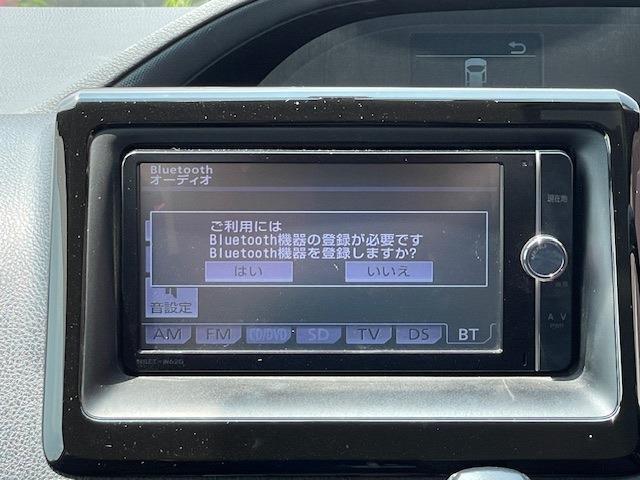 Bluetooth
オーディオ
現在地
ご利用には
Bluetooth機器の登録が必要です
Bluetooth機器を登録しますか?
はい
いいえ
音設定
AM
FM
CD/DVD
SD
TV
DS
BT
A V